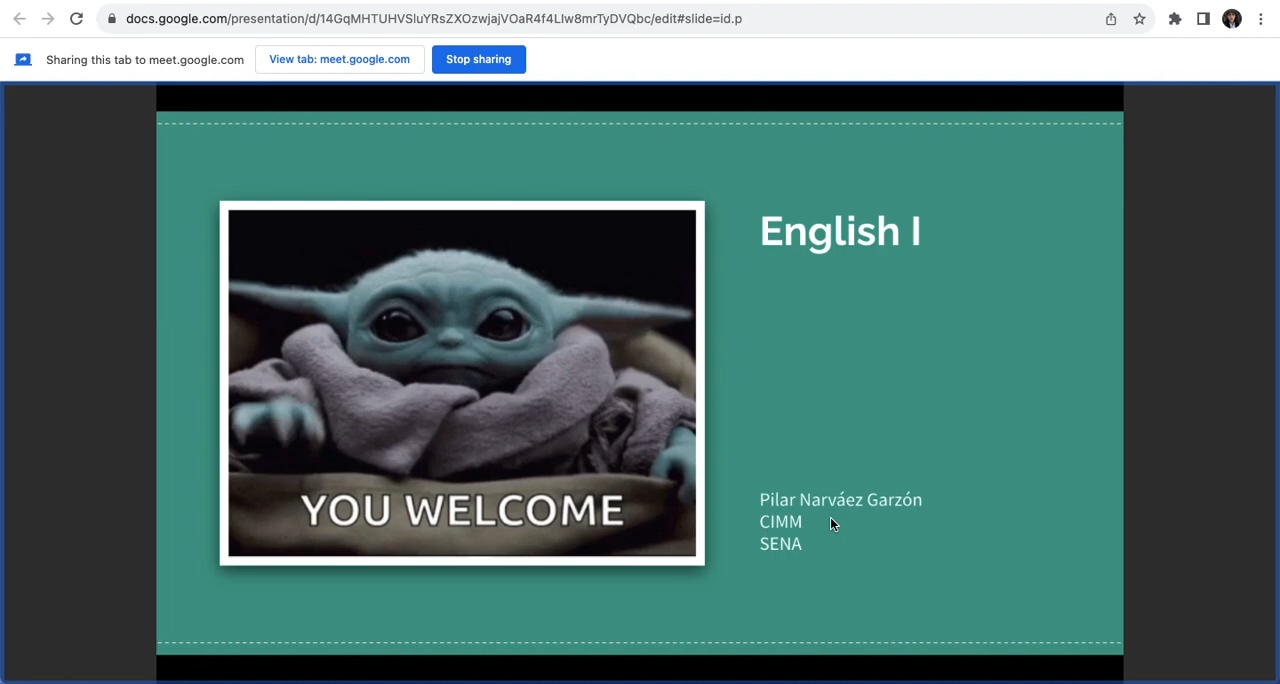 docs.google.com/presentation/d/14GqMHTUHVSluYRsZXOzwjajVOaR4f4LIw8mrTyDVQbc/edit#slide=id.p
Sharing this tab to meet.google.com
View tab: meet.google.com
Stop sharing
English I
YOU WELCOME
Pilar Narváez Garzón
CIMM
SENA